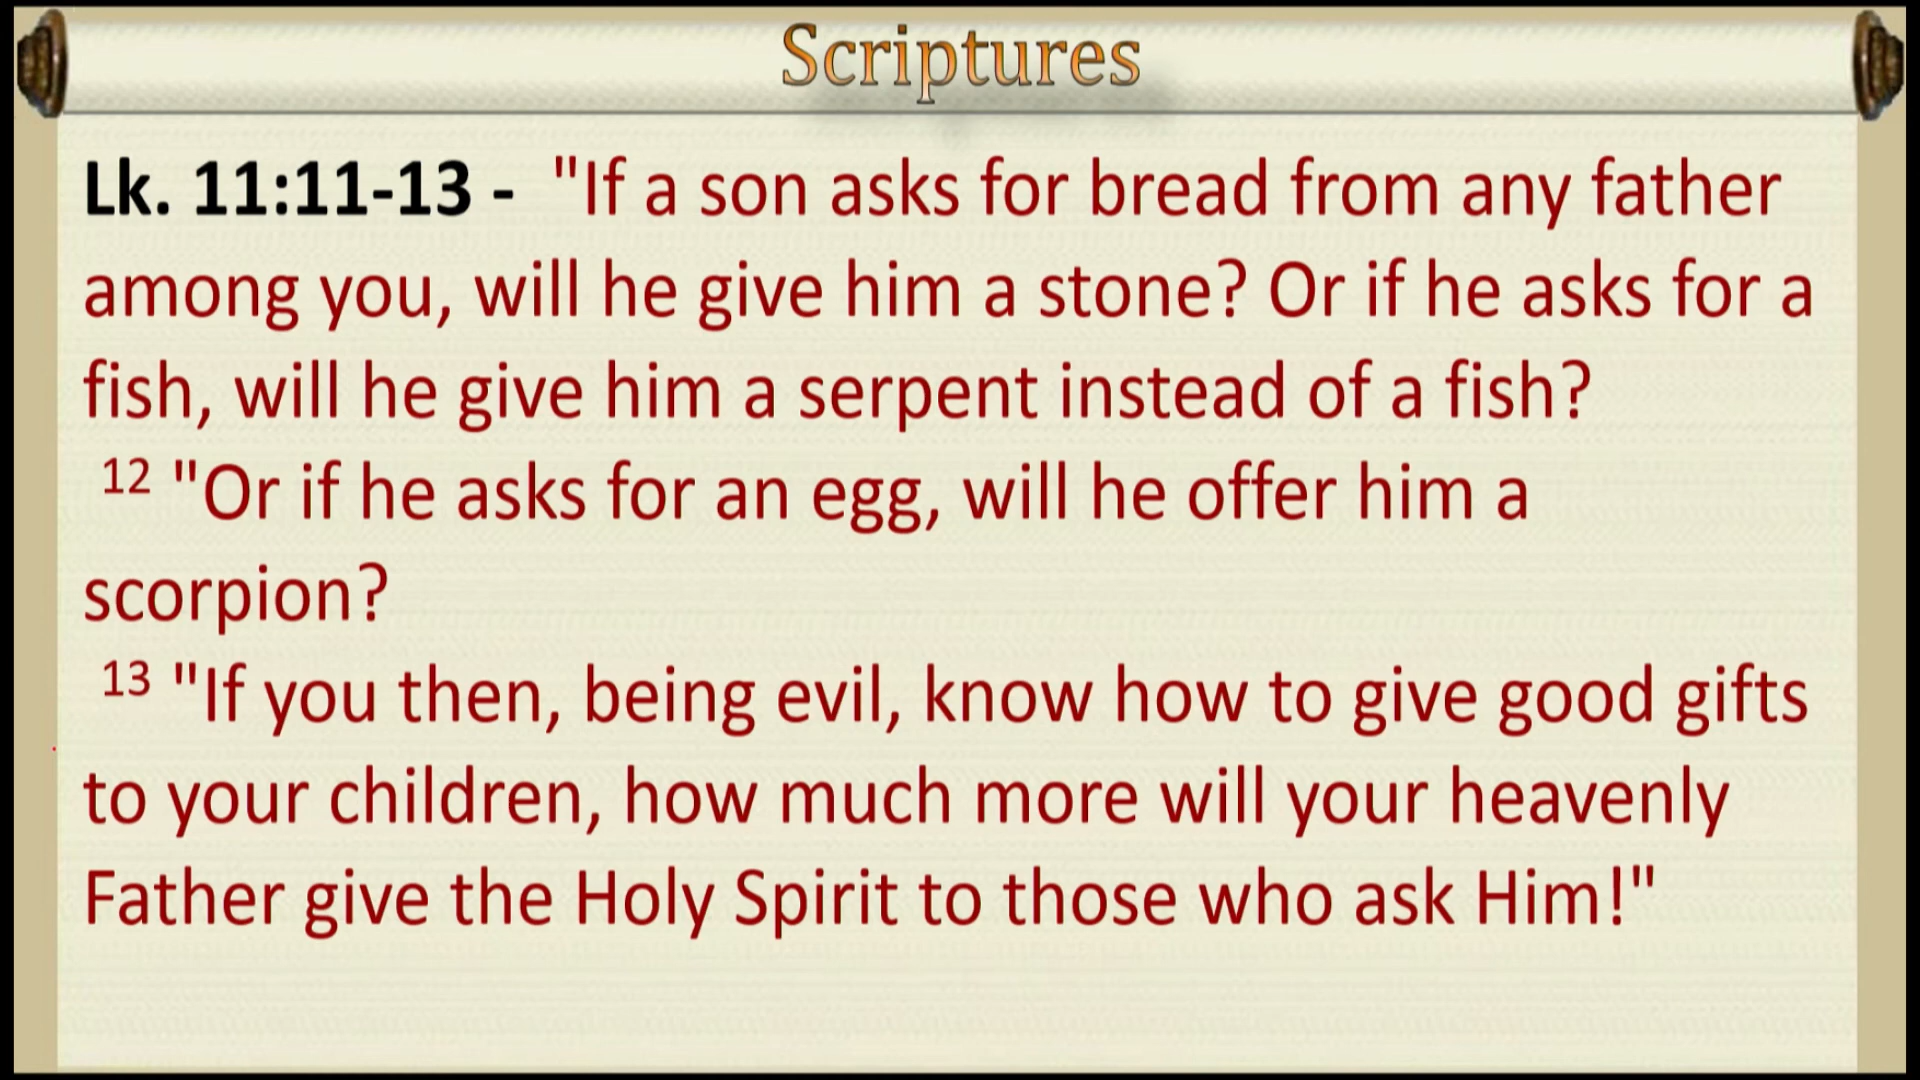 Scriptures
Lk. 11:11-13 - "If a son asks for bread from any father
among you, will he give him a stone? Or if he asks for a
fish, will he give him a serpent instead of a fish?
12 "Or if he asks for an egg, will he offer him a
scorpion?
13 "If you then, being evil, know how to give good gifts
to your children, how much more will your heavenly
Father give the Holy Spirit to those who ask Him!"